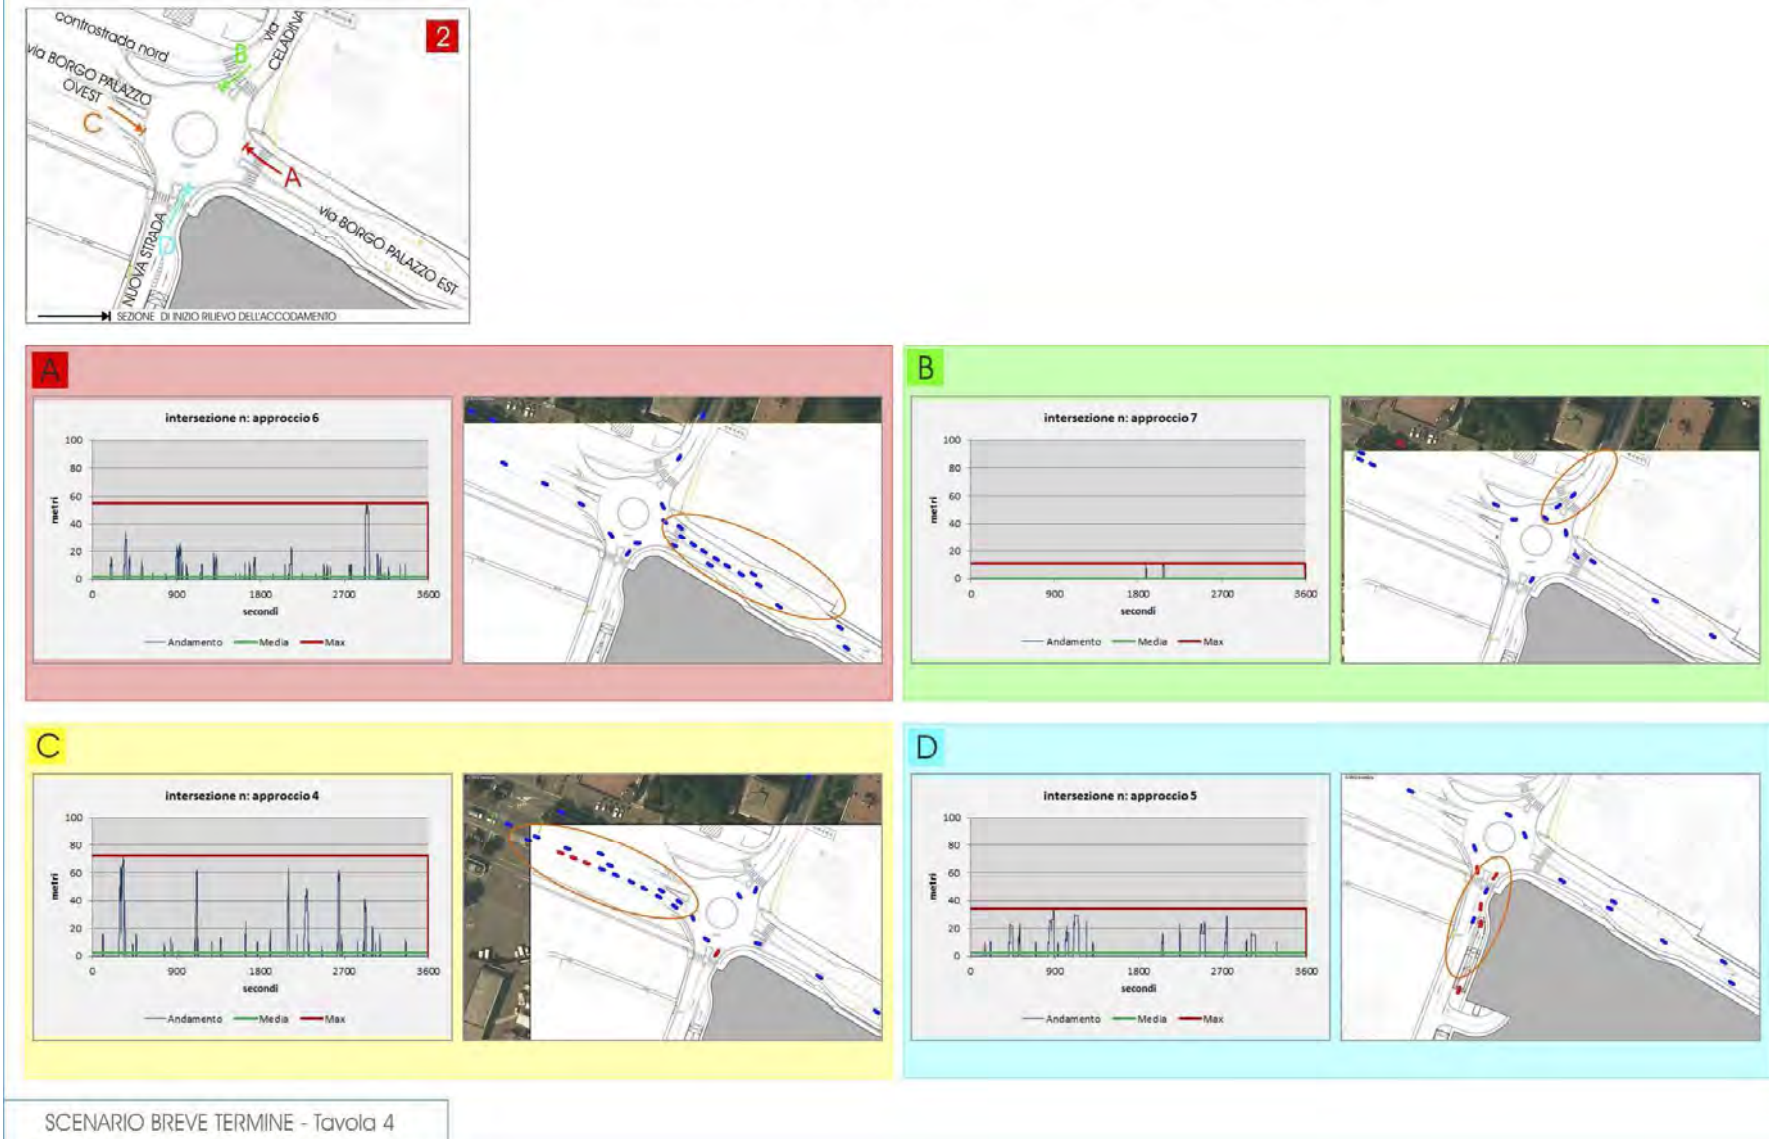 2
controstrada nord
via
CELADINA
B
via BORGO PALAZZO
OVEST
C
A
via BORGO PALAZZO EST
NUOVA STRADA
D
SEZIONE DI INIZIO RILIEVO DELL'ACCODAMENTO
A
intersezione n: approccio 6
100
80
60
40
20
0
metri
0 900 1800 2700 3600
secondi
Andamento Media Max
B
intersezione n: approccio 7
100
80
60
40
20
0
metri
0 900 1800 2700 3600
secondi
Andamento Media Max
C
intersezione n: approccio 4
100
80
60
40
20
0
metri
0 900 1800 2700 3600
secondi
Andamento Media Max
D
intersezione n: approccio 5
100
80
60
40
20
0
metri
0 900 1800 2700 3600
secondi
Andamento Media Max
SCENARIO BREVE TERMINE - Tavola 4